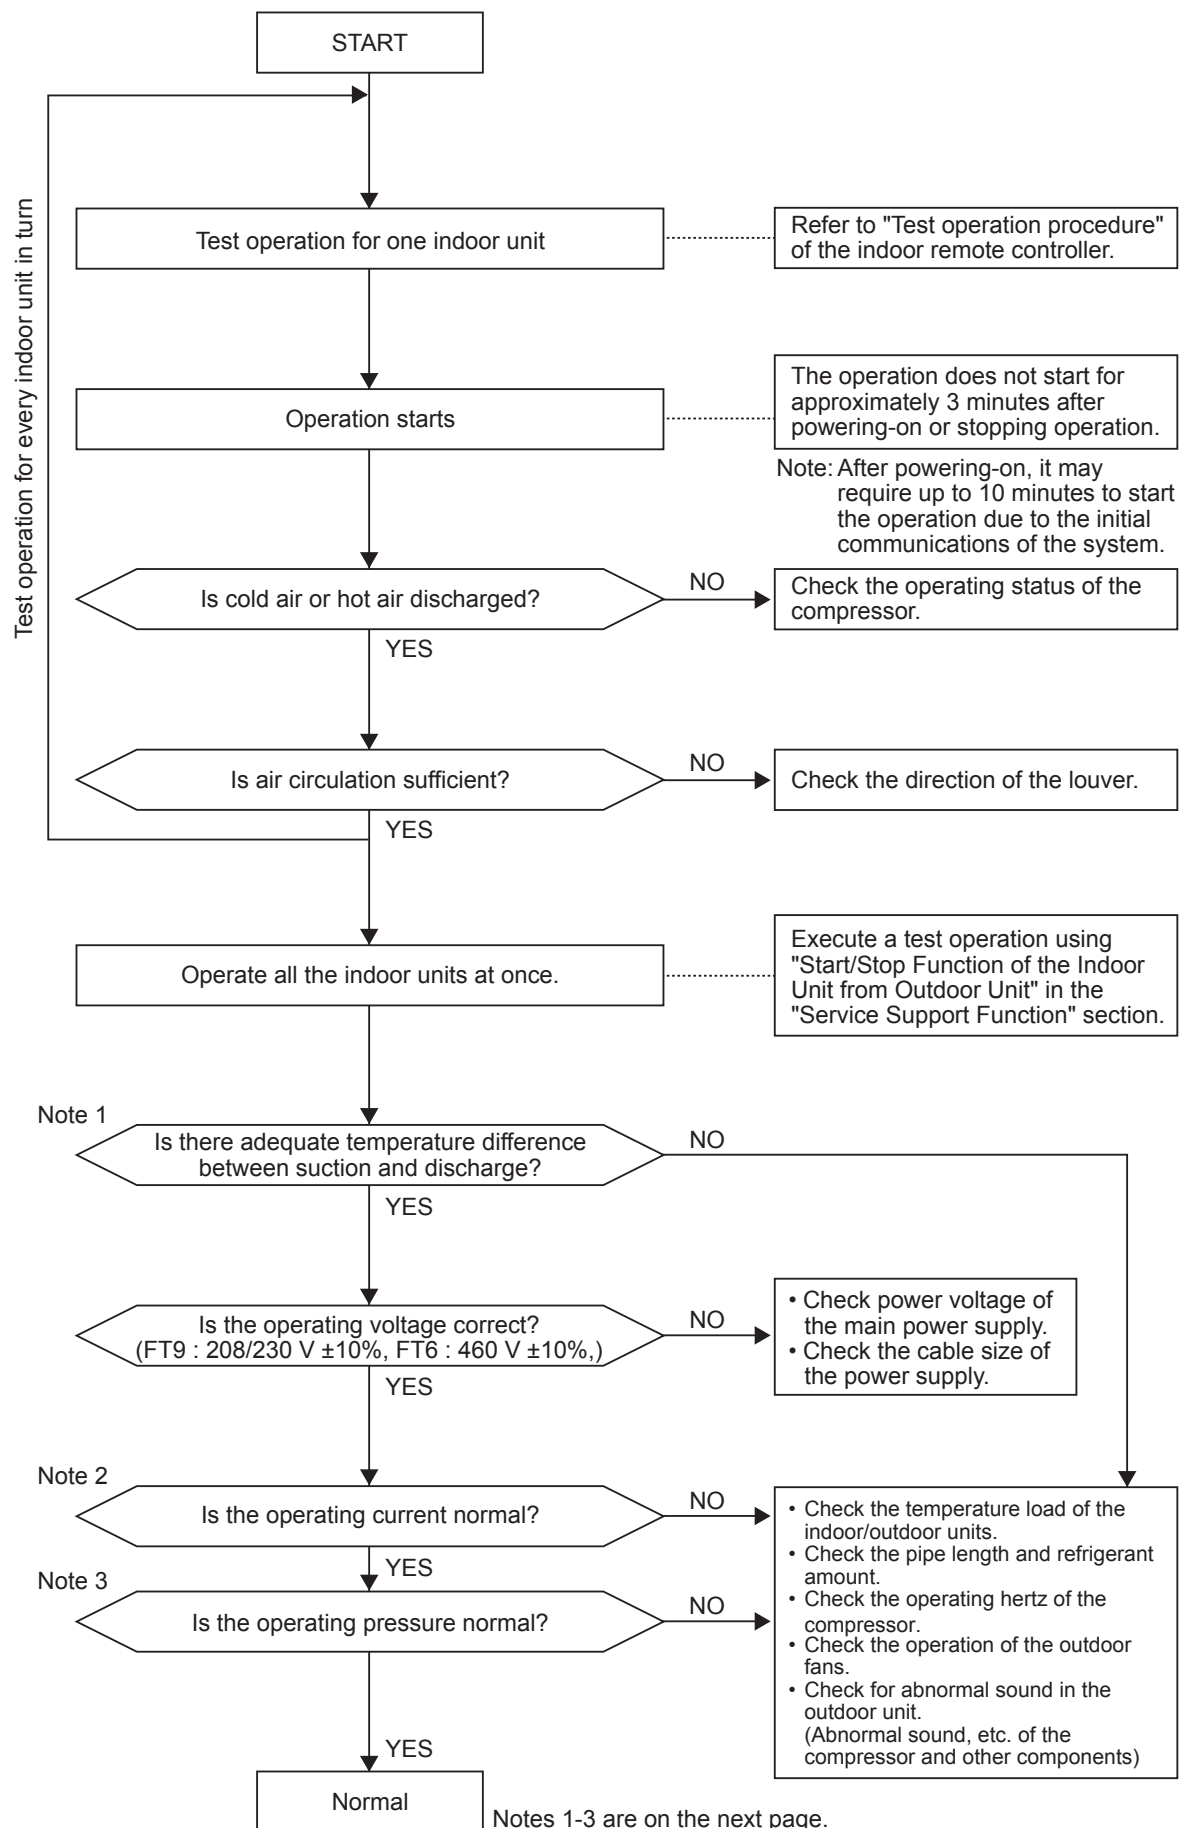 START
Test operation for every indoor unit in turn
Test operation for one indoor unit
Refer to "Test operation procedure"
of the indoor remote controller.
Operation starts
The operation does not start for
approximately 3 minutes after
powering-on or stopping operation.
Note: After powering-on, it may
require up to 10 minutes to start
the operation due to the initial
communications of the system.
Is cold air or hot air discharged?
NO
Check the operating status of the
compressor.
YES
Is air circulation sufficient?
NO
Check the direction of the louver.
YES
Operate all the indoor units at once.
Execute a test operation using
"Start/Stop Function of the Indoor
Unit from Outdoor Unit" in the
"Service Support Function" section.
Note 1
Is there adequate temperature difference
between suction and discharge?
NO
YES
Is the operating voltage correct?
(FT9 : 208/230 V ±10%, FT6 : 460 V ±10%,)
NO
• Check power voltage of
the main power supply.
• Check the cable size of
the power supply.
YES
Note 2
Is the operating current normal?
NO
YES
Note 3
Is the operating pressure normal?
NO
• Check the temperature load of the
indoor/outdoor units.
• Check the pipe length and refrigerant
amount.
• Check the operating hertz of the
compressor.
• Check the operation of the outdoor
fans.
• Check for abnormal sound in the
outdoor unit.
(Abnormal sound, etc. of the
compressor and other components)
YES
Normal
Notes 1-3 are on the next page.